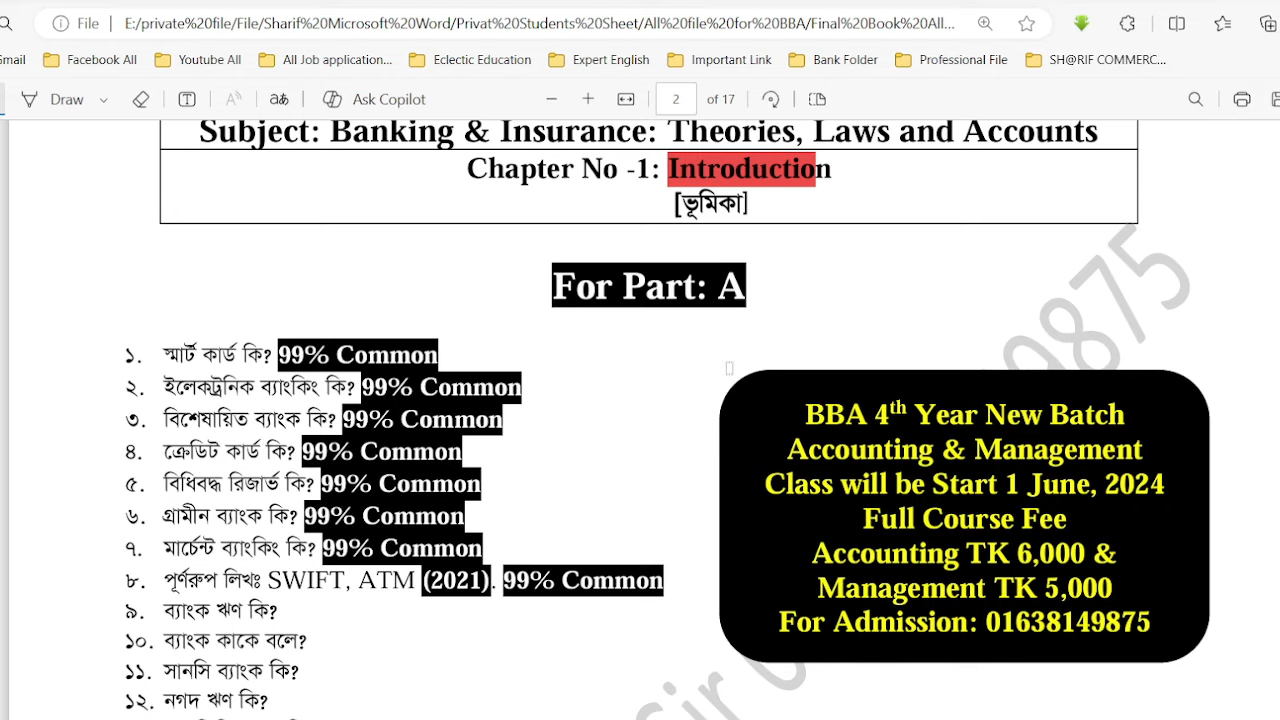 File E:/private%20file/File/Sharif%20Microsoft%20Word/Privat%20Students%20Sheet/All%20file%20for%20BBA/Final%20Book%20All...
Gmail Facebook All Youtube All All Job application... Eclectic Education Expert English Important Link Bank Folder Professional File SH@RIF COMMERC...
Draw Ask Copilot 2 of 17
Subject: Banking & Insurance: Theories, Laws and Accounts
Chapter No -1: Introduction
[ভূমিকা]
For Part: A
১. স্মার্ট কার্ড কি? 99% Common
২. ইলেকট্রনিক ব্যাংকিং কি? 99% Common
৩. বিশেষায়িত ব্যাংক কি? 99% Common
৪. ক্রেডিট কার্ড কি? 99% Common
৫. বিধিবদ্ধ রিজার্ভ কি? 99% Common
৬. গ্রামীন ব্যাংক কি? 99% Common
৭. মার্চেন্ট ব্যাংকিং কি? 99% Common
৮. পূর্ণরুপ লিখঃ SWIFT, ATM (2021). 99% Common
৯. ব্যাংক ঋণ কি?
১০. ব্যাংক কাকে বলে?
১১. সানসি ব্যাংক কি?
১২. নগদ ঋণ কি?
BBA 4th Year New Batch
Accounting & Management
Class will be Start 1 June, 2024
Full Course Fee
Accounting TK 6,000 &
Management TK 5,000
For Admission: 01638149875
Sir 9875